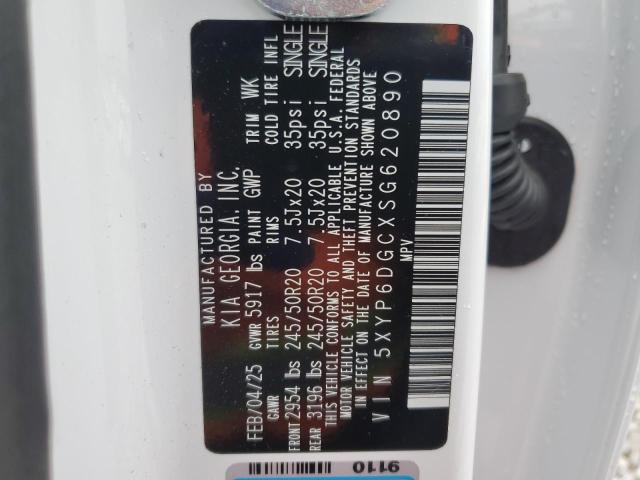 MANUFACTURED BY
KIA GEORGIA, INC.
FEB/04/25 GVWR 5917 lbs PAINT GWP TRIM WK
GAWR TIRES RIMS COLD TIRE INFL
FRONT 2954 lbs 245/50R20 7.5Jx20 35psi SINGLE
REAR 3196 lbs 245/50R20 7.5Jx20 35psi SINGLE
THIS VEHICLE CONFORMS TO ALL APPLICABLE U.S.A. FEDERAL
MOTOR VEHICLE SAFETY AND THEFT PREVENTION STANDARDS
IN EFFECT ON THE DATE OF MANUFACTURE SHOWN ABOVE
VIN 5XYP6DGCXSG620890
MPV
9110